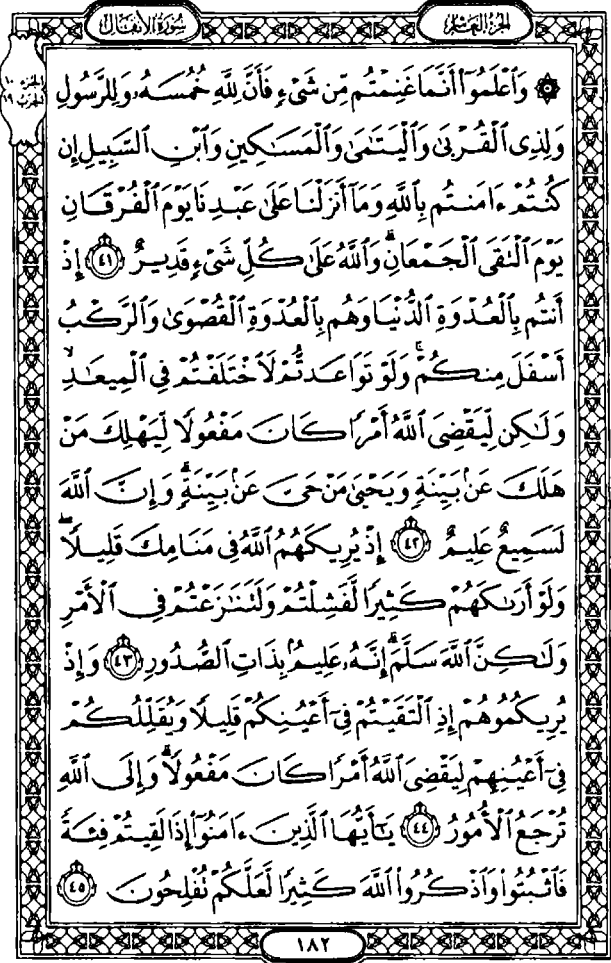 الجزء العاشر
سورة الأنفال
الجزء ١٠
الحزب ١٩
۞ وَٱعۡلَمُوٓاْ أَنَّمَا غَنِمۡتُم مِّن شَيۡءٖ فَأَنَّ لِلَّهِ خُمُسَهُۥ وَلِلرَّسُولِ
وَلِذِي ٱلۡقُرۡبَىٰ وَٱلۡيَتَٰمَىٰ وَٱلۡمَسَٰكِينِ وَٱبۡنِ ٱلسَّبِيلِ إِن
كُنتُمۡ ءَامَنتُم بِٱللَّهِ وَمَآ أَنزَلۡنَا عَلَىٰ عَبۡدِنَا يَوۡمَ ٱلۡفُرۡقَانِ
يَوۡمَ ٱلۡتَقَى ٱلۡجَمۡعَانِۗ وَٱللَّهُ عَلَىٰ كُلِّ شَيۡءٖ قَدِيرٌ ٤١ إِذۡ
أَنتُم بِٱلۡعُدۡوَةِ ٱلدُّنۡيَا وَهُم بِٱلۡعُدۡوَةِ ٱلۡقُصۡوَىٰ وَٱلرَّكۡبُ
أَسۡفَلَ مِنكُمۡۚ وَلَوۡ تَوَاعَدتُّمۡ لَٱخۡتَلَفۡتُمۡ فِي ٱلۡمِيعَٰدِ ۙ
وَلَٰكِن لِّيَقۡضِيَ ٱللَّهُ أَمۡرٗا كَانَ مَفۡعُولٗا لِّيَهۡلِكَ مَنۡ
هَلَكَ عَنۢ بَيِّنَةٖ وَيَحۡيَىٰ مَنۡ حَيَّ عَنۢ بَيِّنَةٖۗ وَإِنَّ ٱللَّهَ
لَسَمِيعٌ عَلِيمٌ ٤٢ إِذۡ يُرِيكَهُمُ ٱللَّهُ فِي مَنَامِكَ قَلِيلٗاۖ
وَلَوۡ أَرَىٰكَهُمۡ كَثِيرٗا لَّفَشِلۡتُمۡ وَلَتَنَٰزَعۡتُمۡ فِي ٱلۡأَمۡرِ
وَلَٰكِنَّ ٱللَّهَ سَلَّمَۗ إِنَّهُۥ عَلِيمُۢ بِذَاتِ ٱلصُّدُورِ ٤٣ وَإِذۡ
يُرِيكُمُوهُمۡ إِذِ ٱلۡتَقَيۡتُمۡ فِيٓ أَعۡيُنِكُمۡ قَلِيلٗا وَيُقَلِّلُكُمۡ
فِيٓ أَعۡيُنِهِمۡ لِيَقۡضِيَ ٱللَّهُ أَمۡرٗا كَانَ مَفۡعُولٗاۗ وَإِلَى ٱللَّهِ
تُرۡجَعُ ٱلۡأُمُورُ ٤٤ يَٰٓأَيُّهَا ٱلَّذِينَ ءَامَنُوٓاْ إِذَا لَقِيتُمۡ فِئَةٗ
فَٱثۡبُتُواْ وَٱذۡكُرُواْ ٱللَّهَ كَثِيرٗا لَّعَلَّكُمۡ تُفۡلِحُونَ ٤٥
١٨٢